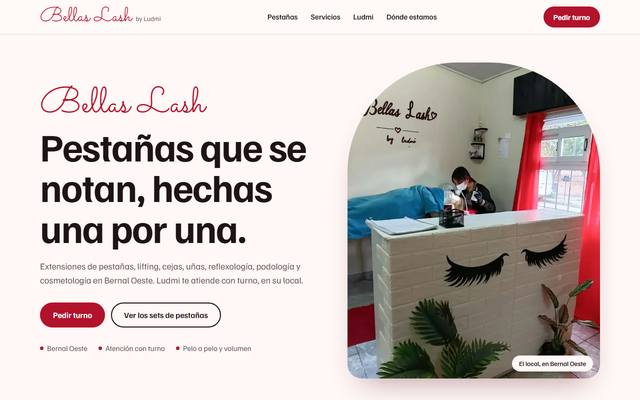 Bellas Lash by Ludmi
Pestañas Servicios Ludmi Dónde estamos
Pedir turno
Bellas Lash
Pestañas que se
notan, hechas
una por una.
Extensiones de pestañas, lifting, cejas, uñas, reflexología, podología y
cosmetología en Bernal Oeste. Ludmi te atiende con turno, en su local.
Pedir turno
Ver los sets de pestañas
Bernal Oeste
Atención con turno
Pelo a pelo y volumen
Bellas Lash
by Ludmi
El local, en Bernal Oeste